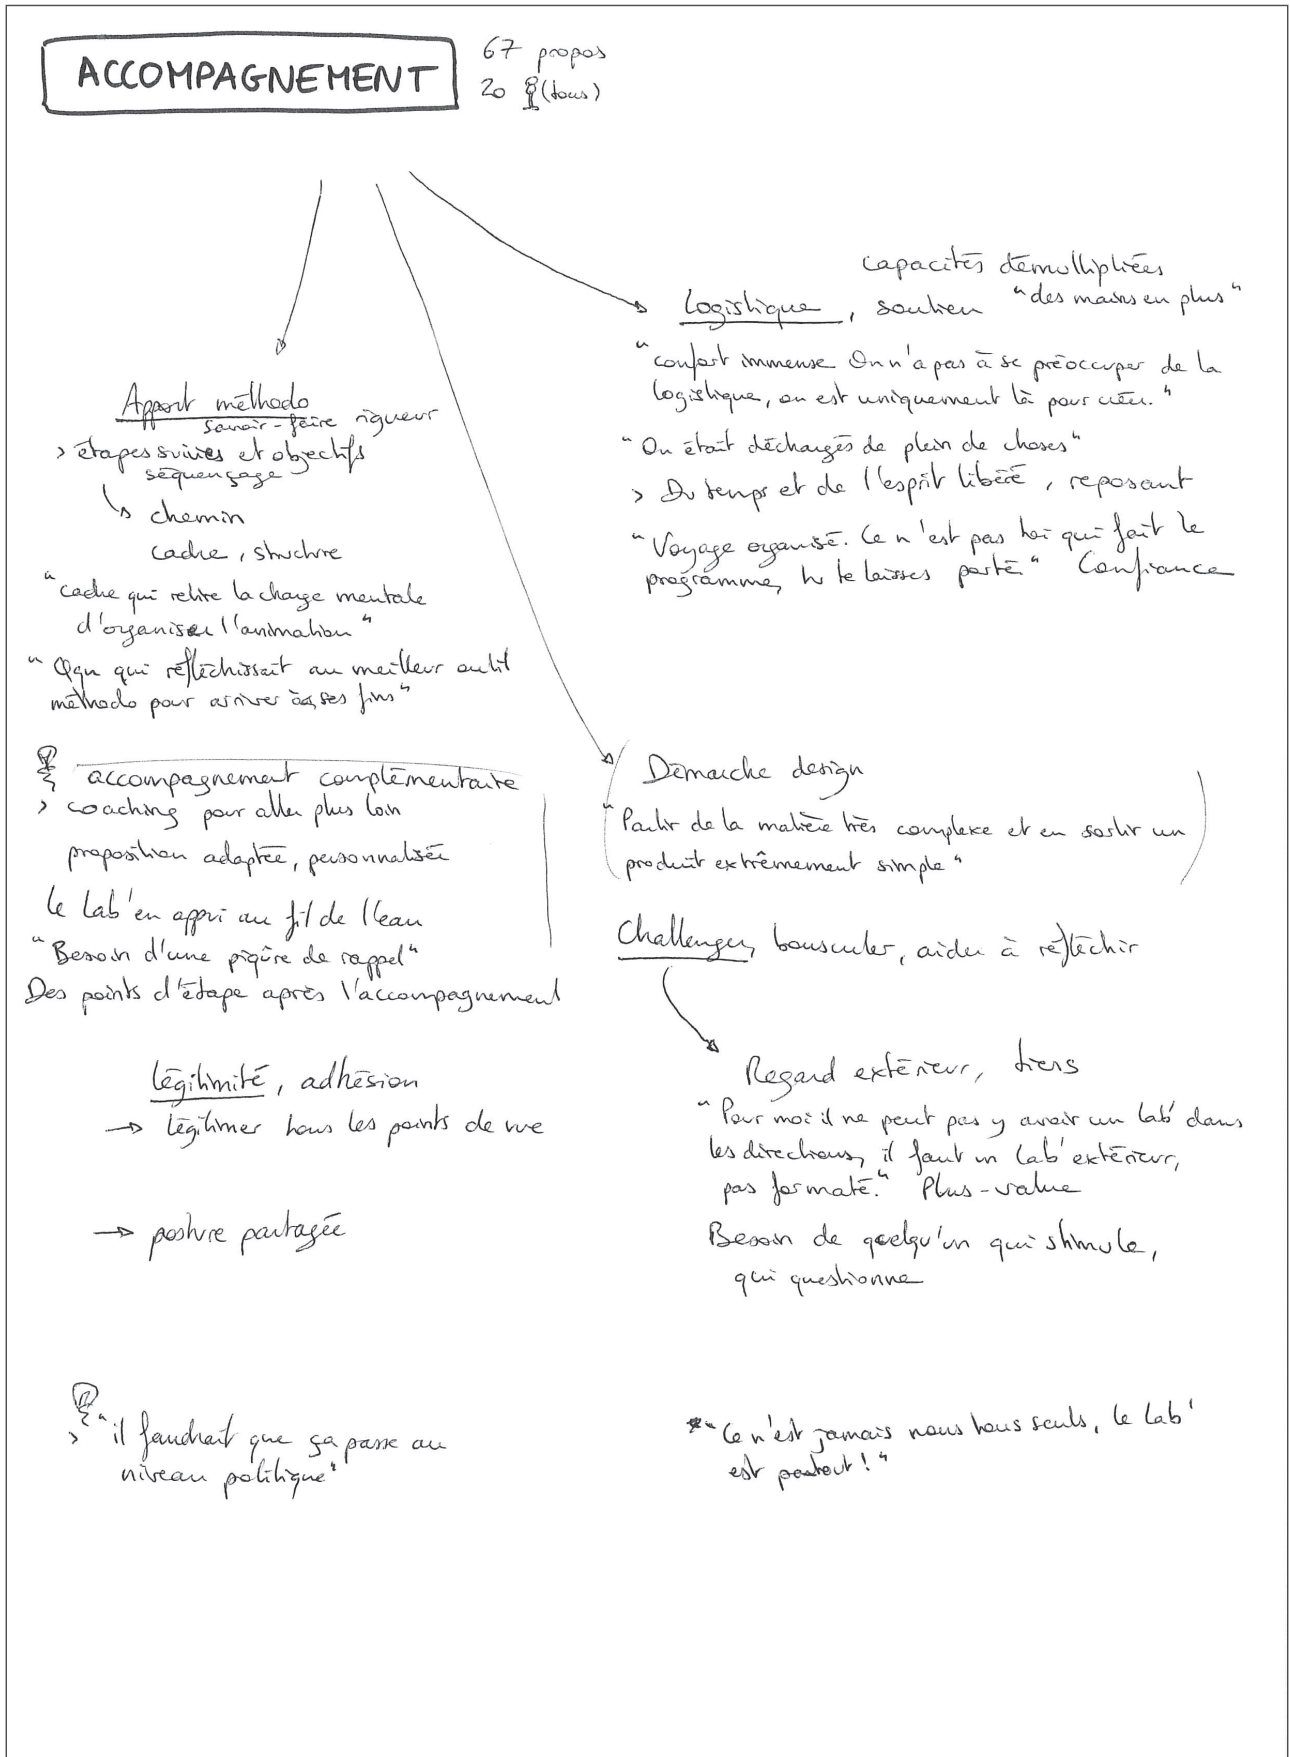 ACCOMPAGNEMENT
67 propos
20 (tous)
Apport méthodo
savoir-faire rigueur
> étapes suivies et objectifs
séquençage
chemin
cadre, structure
"cadre qui retire la charge mentale
d'organiser l'animation"
"Qqn qui réfléchissait au meilleur outil
méthodo pour arriver à ses fins"
accompagnement complémentaire
> coaching pour aller plus loin
proposition adaptée, personnalisée
le Lab' en appui au fil de l'eau
"Besoin d'une piqûre de rappel"
Des points d'étape après l'accompagnement
légitimité, adhésion
→ légitimer tous les points de vue
→ posture partagée
> "il faudrait que ça passe au
niveau politique"
capacités démultipliées
logistique, soutien "des mains en plus"
"confort immense On n'a pas à se préoccuper de la
logistique, on est uniquement là pour créer."
"On était déchargés de plein de choses"
> Du temps et de l'esprit libéré, reposant
"Voyage organisé. Ce n'est pas toi qui fait le
programme, tu te laisses porté" Confiance
Démarche design
"Partir de la matière très complexe et en sortir un
produit extrêmement simple"
Challenger, bousculer, aider à réfléchir
Regard extérieur, tiers
"Pour moi il ne peut pas y avoir un lab' dans
les directions, il faut un lab' extérieur,
pas formaté." Plus-value
Besoin de quelqu'un qui stimule,
qui questionne
* "Ce n'est jamais nous tous seuls, le Lab'
est partout !"